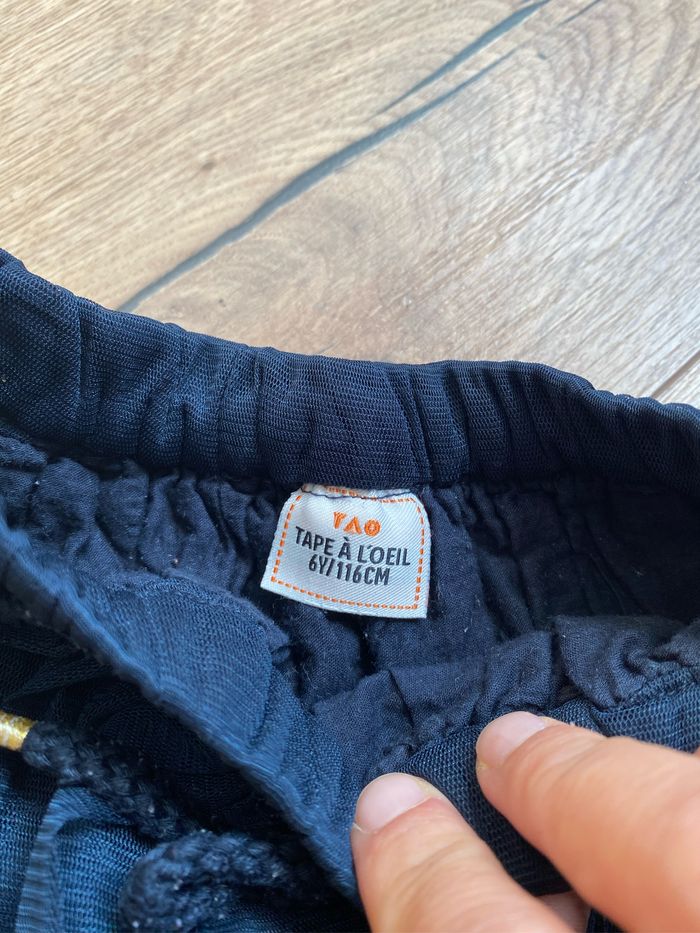 TAO
TAPE À L'OEIL
6Y/116CM